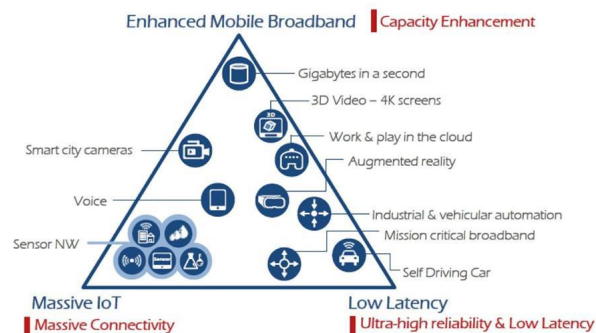 Enhanced Mobile Broadband
Capacity Enhancement
Gigabytes in a second
3D Video – 4K screens
3D
Work & play in the cloud
Smart city cameras
Augmented reality
Voice
Industrial & vehicular automation
Mission critical broadband
Sensor NW
Sensor
Self Driving Car
Massive IoT
Low Latency
Massive Connectivity
Ultra-high reliability & Low Latency